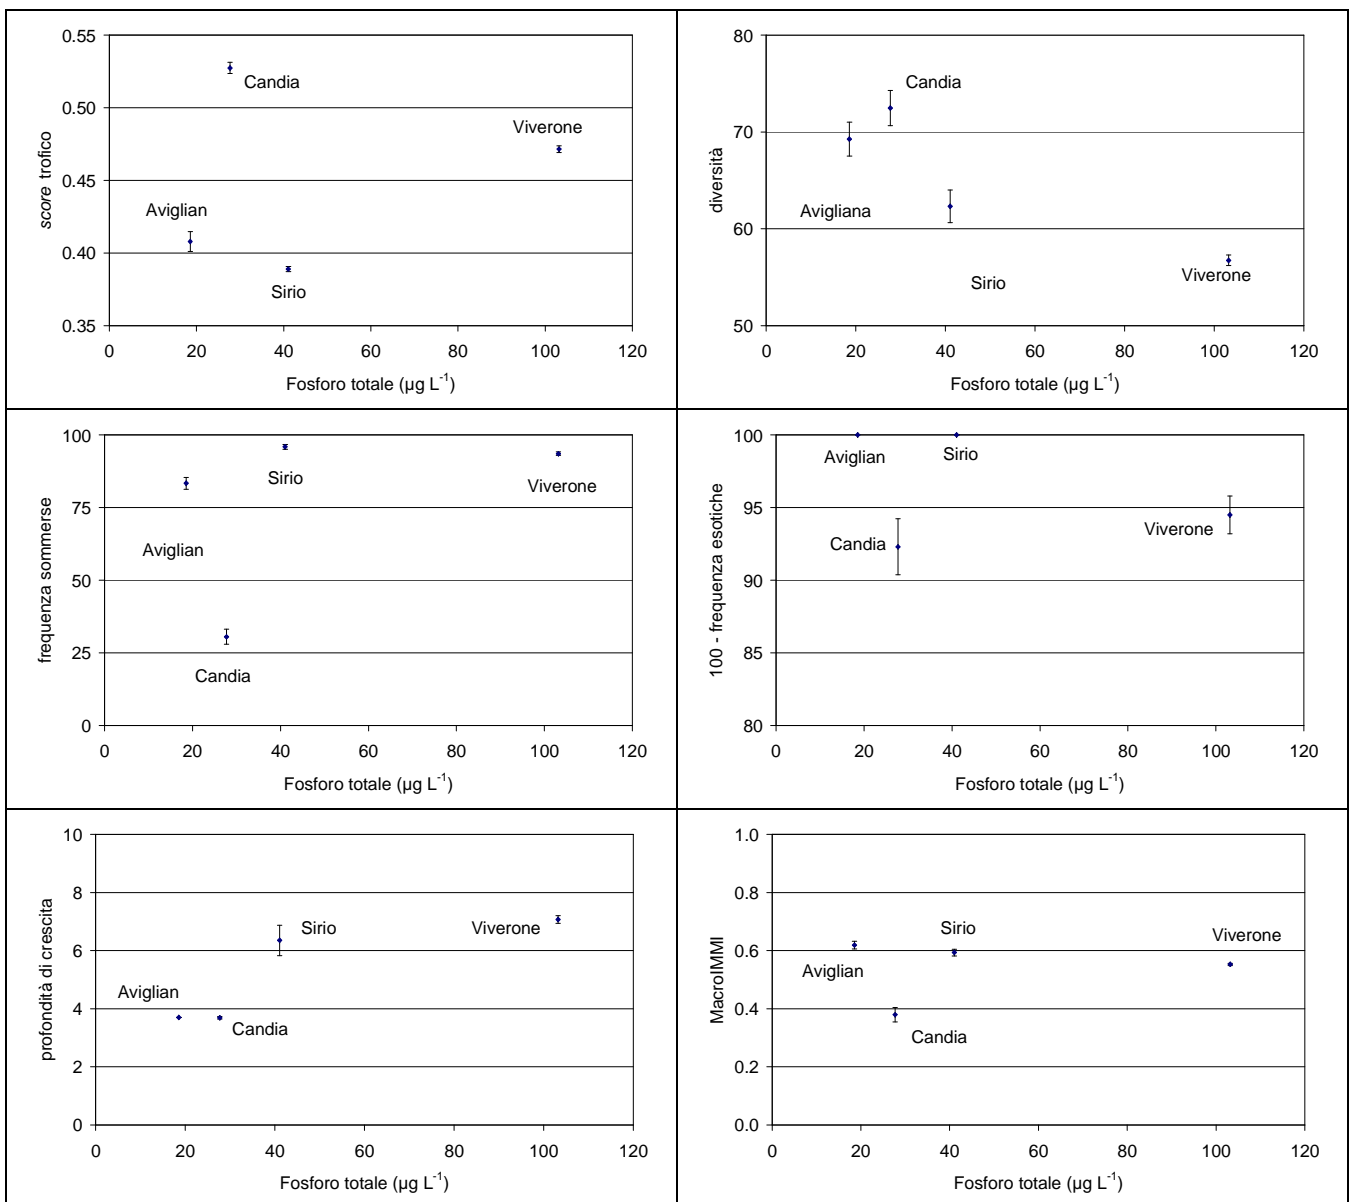 0.55
0.50
0.45
0.40
0.35
score trofico
Candia
Viverone
Aviglian
Sirio
0 20 40 60 80 100 120
Fosforo totale (µg L-1)
80
70
60
50
diversità
Candia
Avigliana
Sirio
Viverone
0 20 40 60 80 100 120
Fosforo totale (µg L-1)
100
75
50
25
0
frequenza sommerse
Sirio
Viverone
Aviglian
Candia
0 20 40 60 80 100 120
Fosforo totale (µg L-1)
100
95
90
85
80
100 - frequenza esotiche
Aviglian
Sirio
Viverone
Candia
0 20 40 60 80 100 120
Fosforo totale (µg L-1)
10
8
6
4
2
0
profondità di crescita
Sirio
Viverone
Aviglian
Candia
0 20 40 60 80 100 120
Fosforo totale (µg L-1)
1.0
0.8
0.6
0.4
0.2
0.0
MacroIMMI
Sirio
Viverone
Aviglian
Candia
0 20 40 60 80 100 120
Fosforo totale (µg L-1)